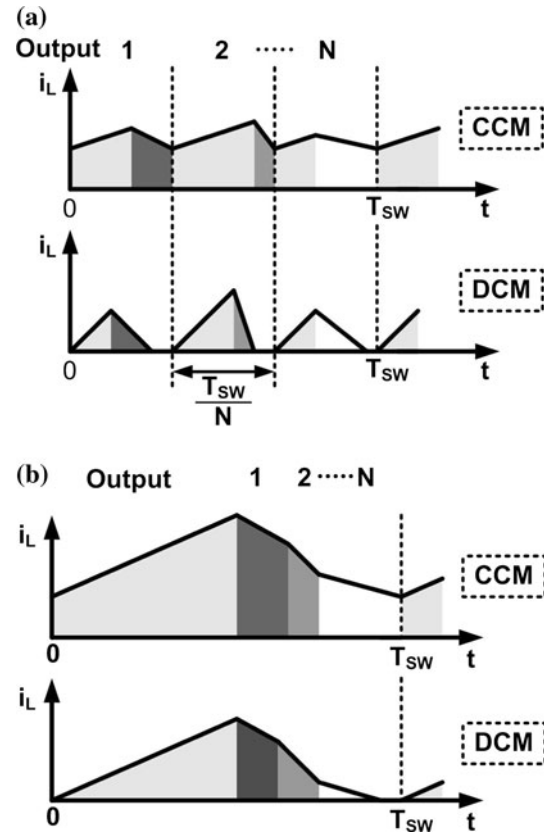 (a)
Output 1 2 ····· N
iL
CCM
0
TSW
t
iL
DCM
0
TSW
t
TSW
N
(b)
Output 1 2 ····· N
iL
CCM
0
TSW
t
iL
DCM
0
TSW
t